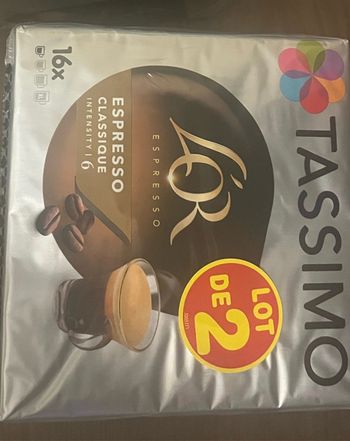 TASSIMO
L'OR
ESPRESSO
ESPRESSO
CLASSIQUE
INTENSITY | 6
16x
LOT
DE
2